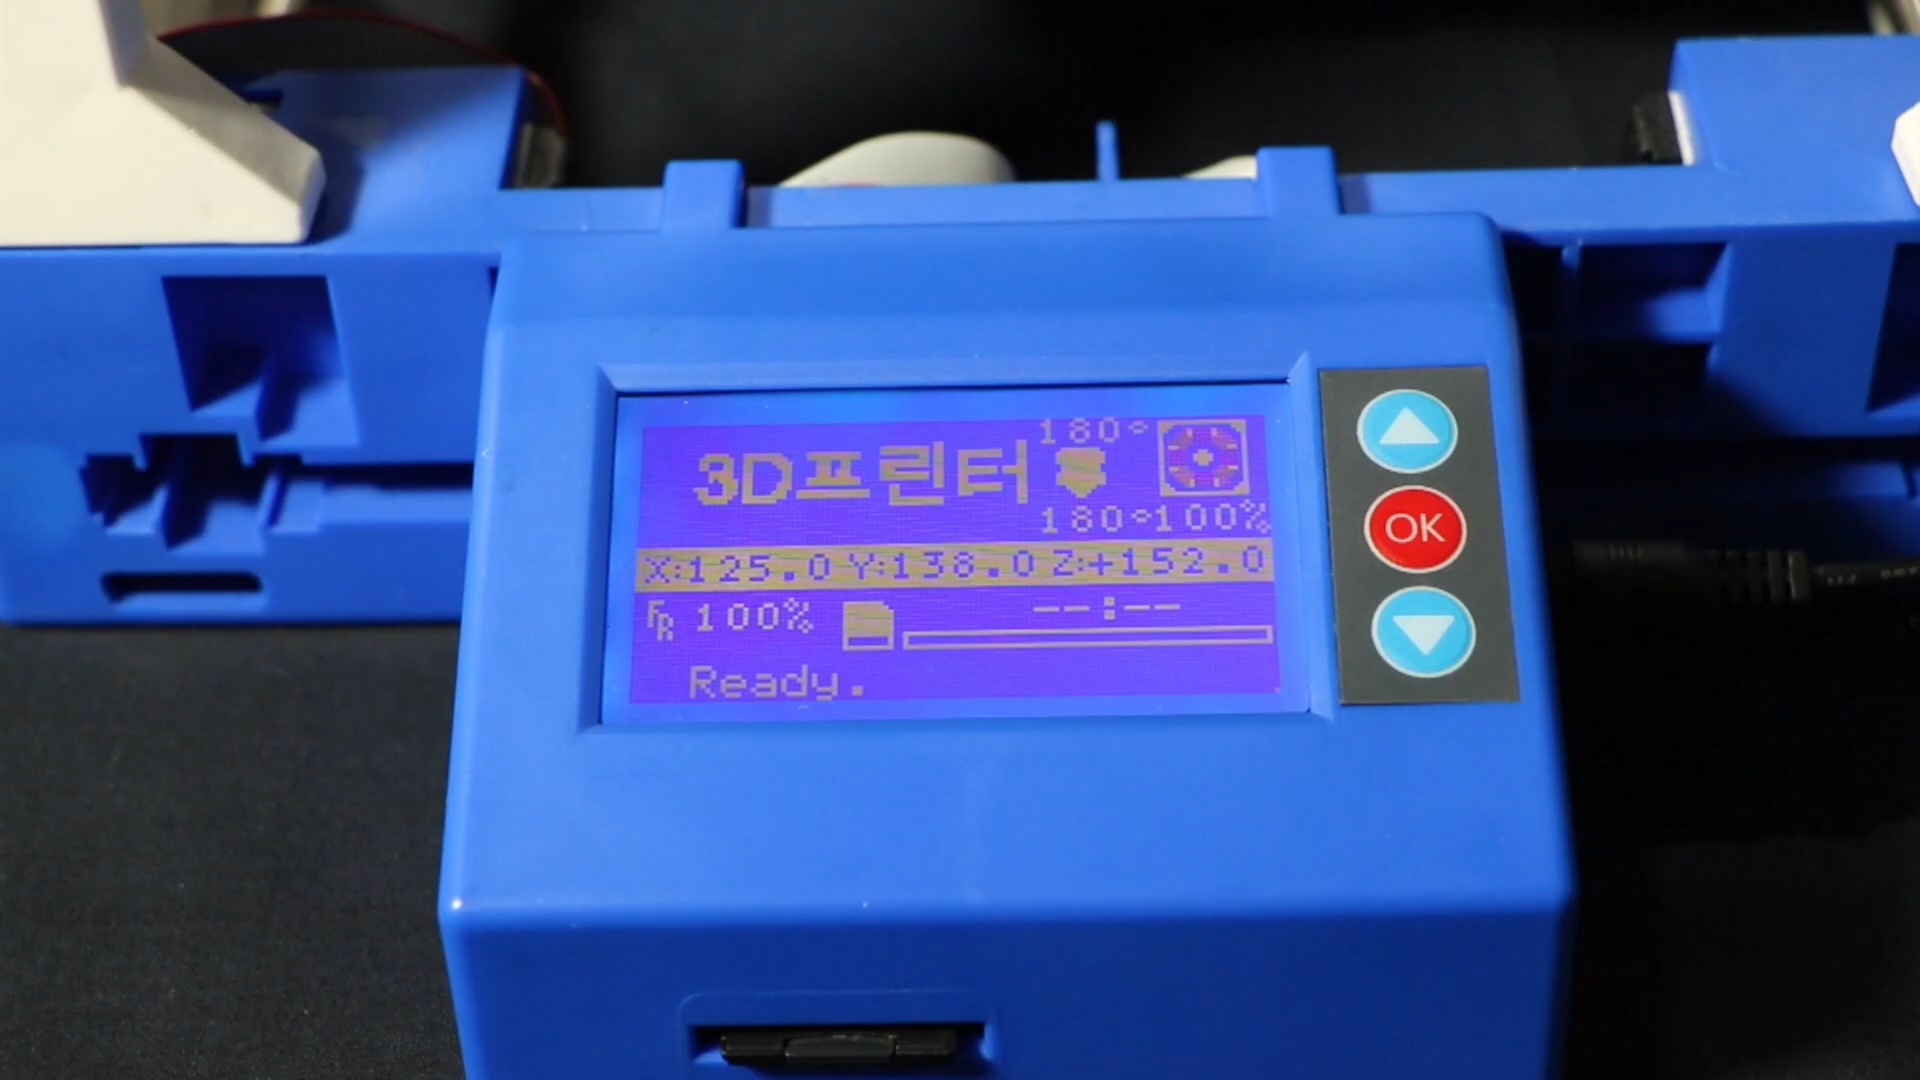 180°
3D프린터
180° 100%
X:125.0 Y:138.0 Z:+152.0
FR 100% --:--
Ready.
OK